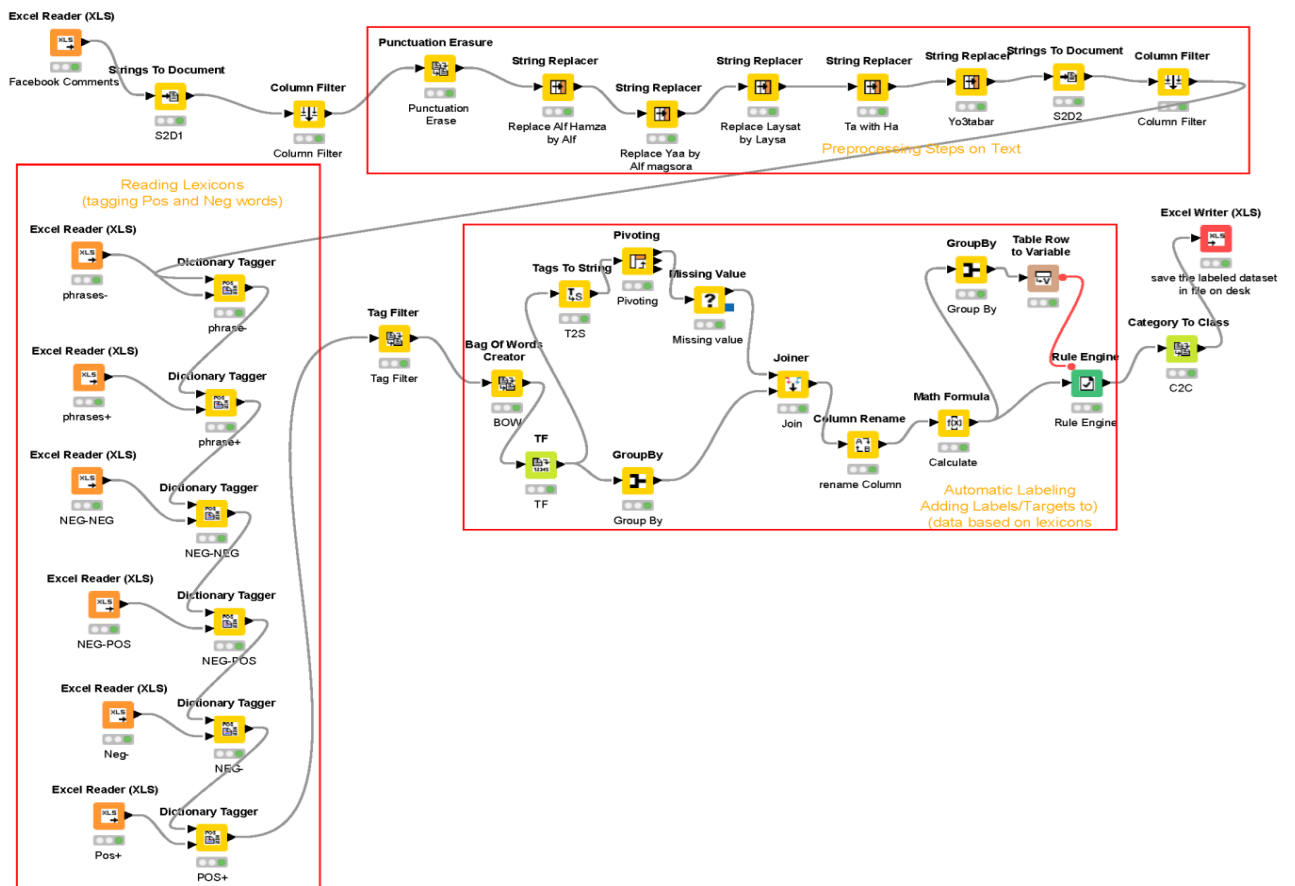 Excel Reader (XLS)
Facebook Comments
Strings To Document
S2D1
Column Filter
Column Filter
Punctuation Erasure
Punctuation
Erase
String Replacer
Replace Alf Hamza
by Alf
String Replacer
Replace Yaa by
Alf magsora
String Replacer
Replace Laysat
by Laysa
String Replacer
Ta with Ha
String Replacer
Yo3tabar
Strings To Document
S2D2
Column Filter
Column Filter
Preprocessing Steps on Text
Reading Lexicons
(tagging Pos and Neg words)
Excel Reader (XLS)
phrases-
Dictionary Tagger
phrase-
Excel Reader (XLS)
phrases+
Dictionary Tagger
phrase+
Excel Reader (XLS)
NEG-NEG
Dictionary Tagger
NEG-NEG
Excel Reader (XLS)
NEG-POS
Dictionary Tagger
NEG-POS
Excel Reader (XLS)
Neg-
Dictionary Tagger
NEG-
Excel Reader (XLS)
Pos+
Dictionary Tagger
POS+
Tag Filter
Tag Filter
Bag Of Words
Creator
BOW
TF
TF
Tags To String
T2S
Pivoting
Pivoting
Missing Value
Missing value
GroupBy
Group By
Joiner
Join
Column Rename
rename Column
Math Formula
Calculate
GroupBy
Group By
Table Row
to Variable
Rule Engine
Rule Engine
Automatic Labeling
Adding Labels/Targets to)
(data based on lexicons
Category To Class
C2C
Excel Writer (XLS)
save the labeled dataset
in file on desk